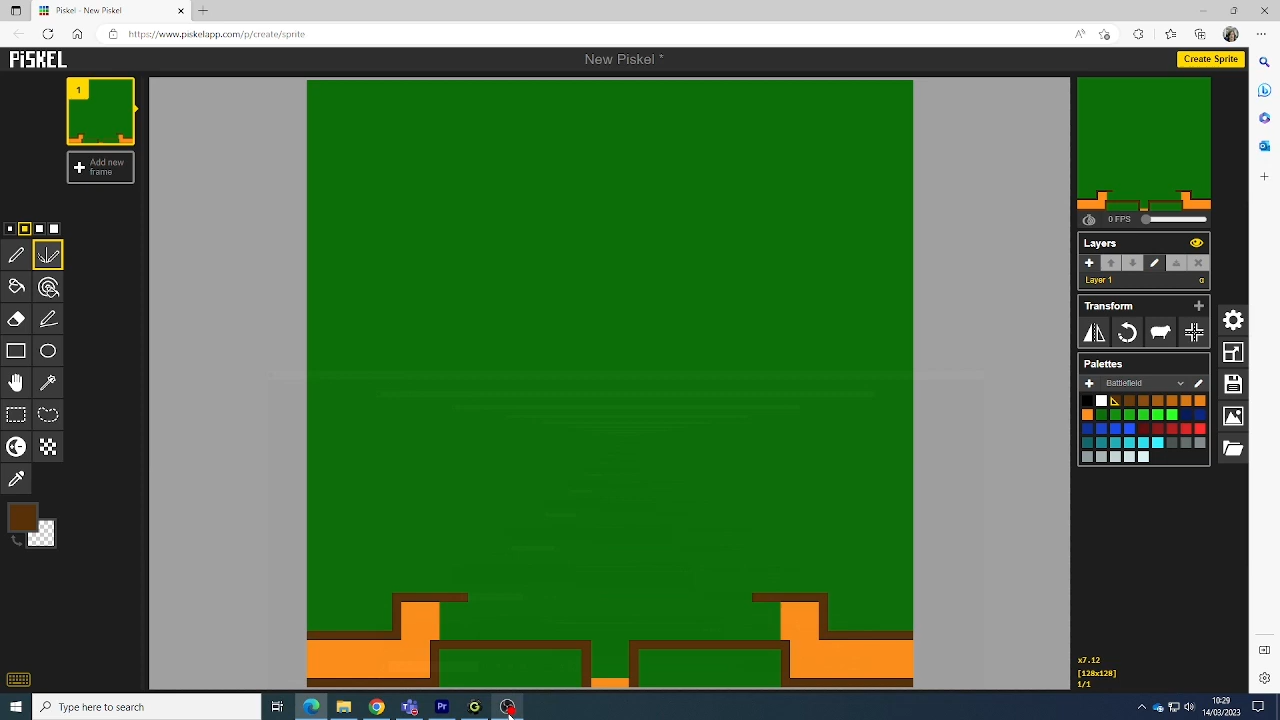 Piskel - New Piskel
https://www.piskelapp.com/p/create/sprite
PiSKEL
New Piskel *
Create Sprite
1
Add new
frame
0 FPS
Layers
Layer 1
α
Transform
Palettes
Battlefield
x7.12
[128x128]
1/1
Type here to search
10:29
14/03/2023